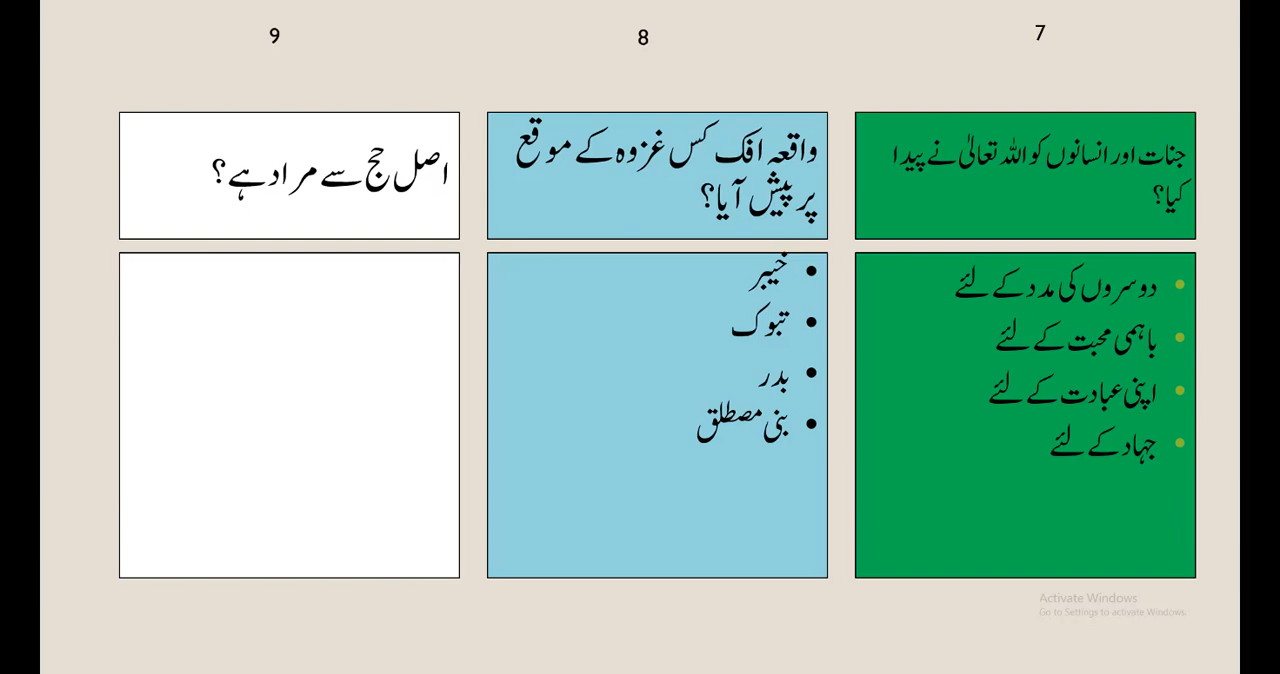 7
جنات اور انسانوں کو اللہ تعالیٰ نے پیدا
کیا؟
دوسروں کی مدد کے لئے
باہمی محبت کے لئے
اپنی عبادت کے لئے
جہاد کے لئے
8
واقعہ افک کس غزوہ کے موقع
پر پیش آیا؟
خیبر
تبوک
بدر
بنی مصطلق
9
اصل حج سے مراد ہے؟
Activate Windows
Go to Settings to activate Windows.